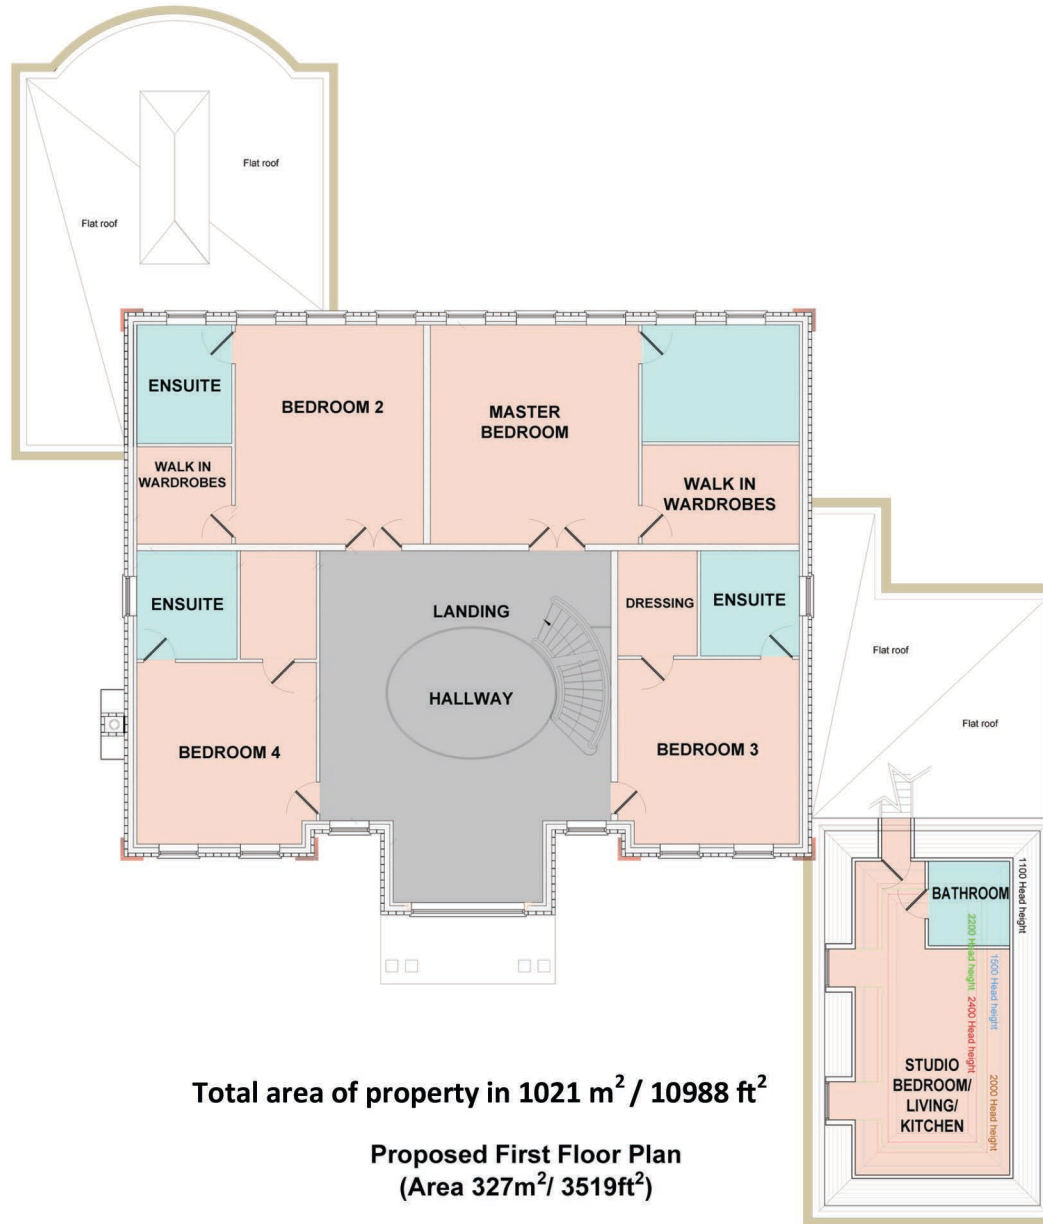 Flat roof
Flat roof
ENSUITE
BEDROOM 2
MASTER
BEDROOM
WALK IN
WARDROBES
WALK IN
WARDROBES
ENSUITE
LANDING
DRESSING
ENSUITE
Flat roof
HALLWAY
Flat roof
BEDROOM 4
BEDROOM 3
BATHROOM
1100 Head height
2200 Head height
1500 Head height
2400 Head height
2000 Head height
STUDIO
BEDROOM/
LIVING/
KITCHEN
Total area of property in 1021 m² / 10988 ft²
Proposed First Floor Plan
(Area 327m²/ 3519ft²)